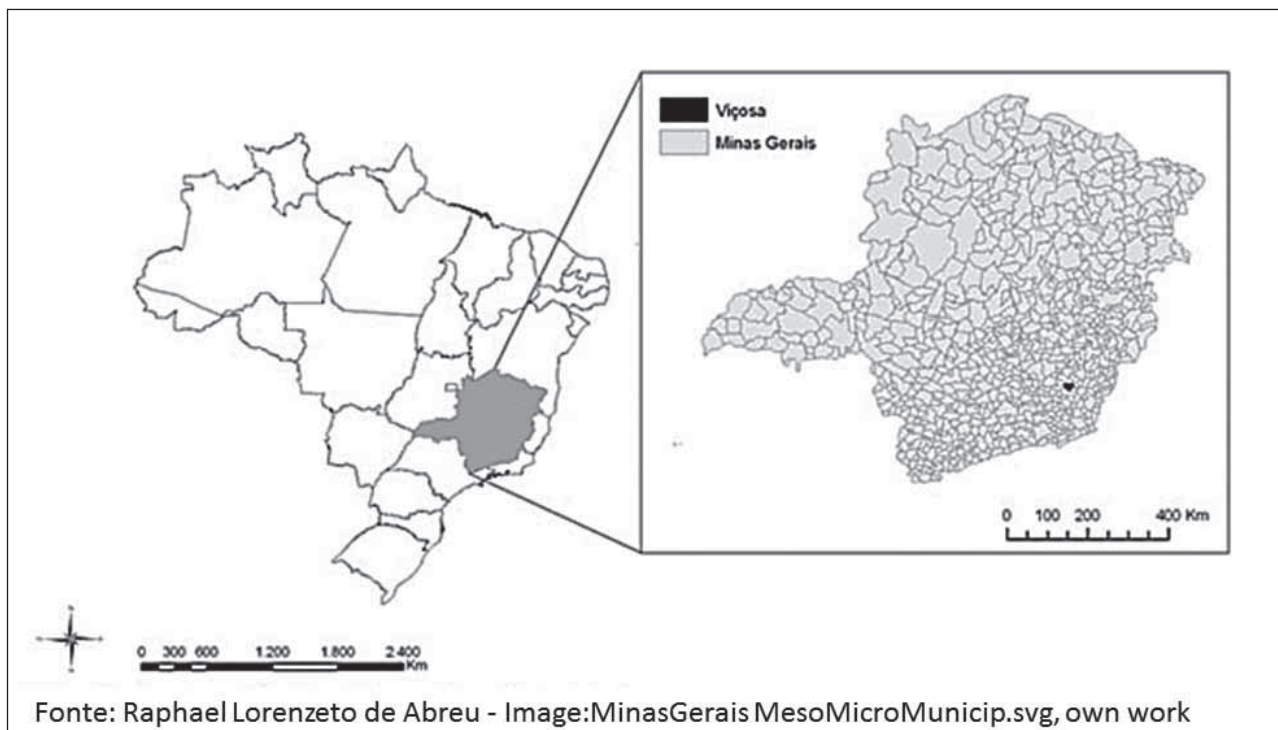 Viçosa
Minas Gerais
0 100 200 400 Km
0 300 600 1.200 1.800 2.400
Km
Fonte: Raphael Lorenzeto de Abreu - Image:MinasGerais MesoMicroMunicip.svg, own work